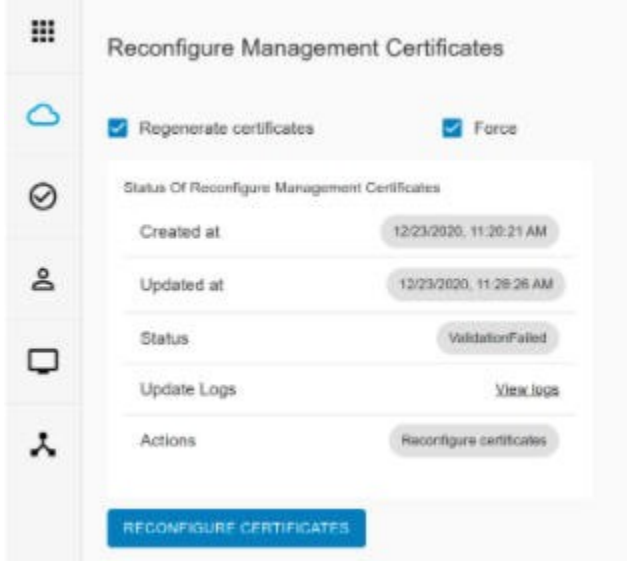 Reconfigure Management Certificates
Regenerate certificates Force
Status Of Reconfigure Management Certificates
Created at 12/23/2020, 11:20:21 AM
Updated at 12/23/2020, 11:28:26 AM
Status ValidationFailed
Update Logs View logs
Actions Reconfigure certificates
RECONFIGURE CERTIFICATES